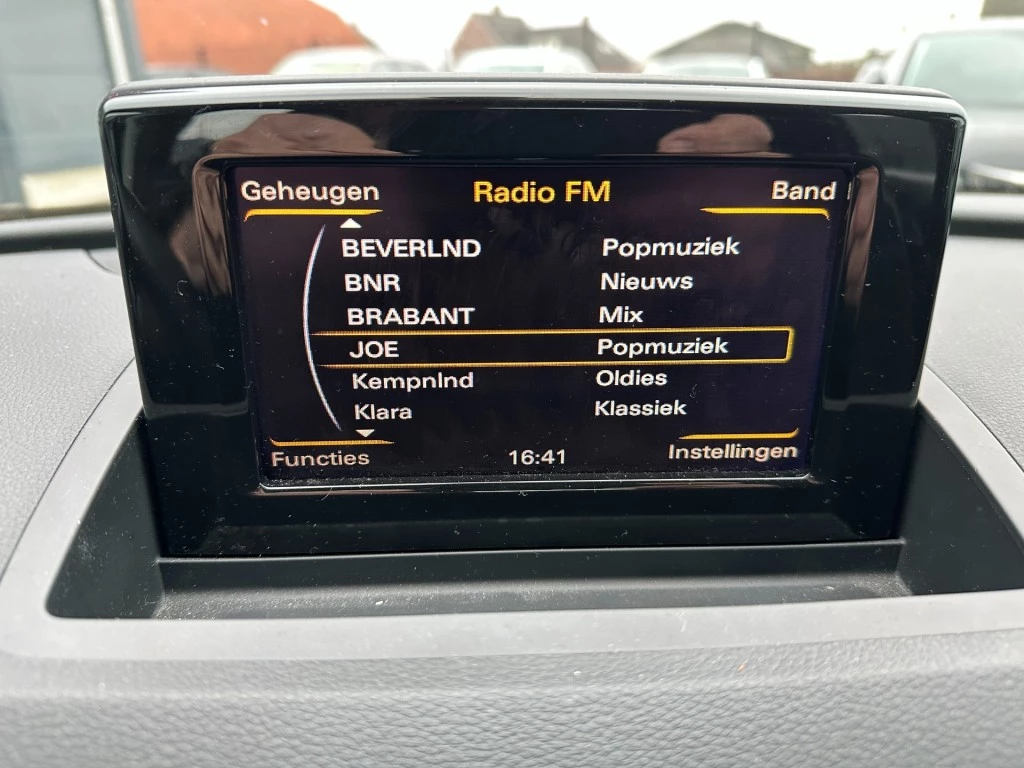 Geheugen Radio FM Band
BEVERLND Popmuziek
BNR Nieuws
BRABANT Mix
JOE Popmuziek
Kempnlnd Oldies
Klara Klassiek
Functies 16:41 Instellingen